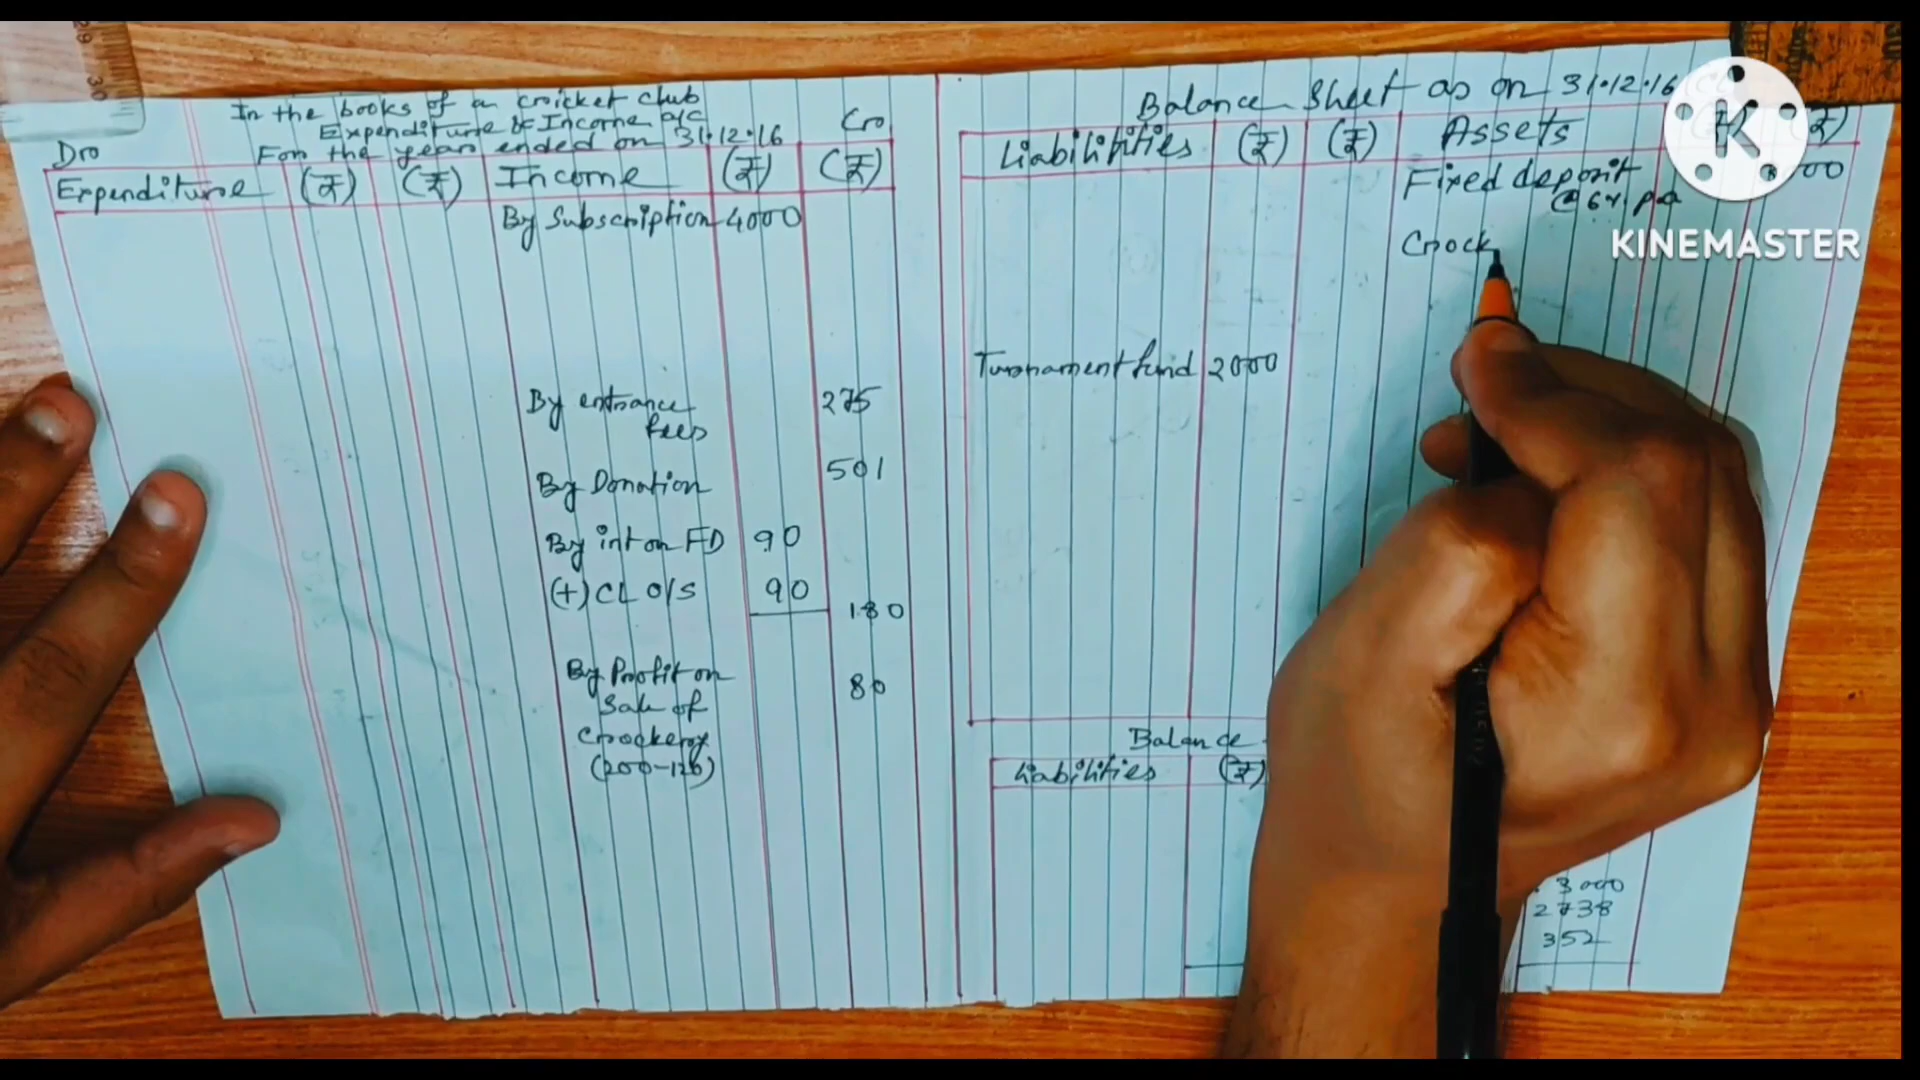 In the books of a cricket club
Expenditure & Income a/c
For the year ended on 31.12.16
Dr
Cr
Expenditure (₹) (₹) Income (₹) (₹)
By Subscription 4000
By entrance fees 275
By Donation 501
By int on FD 90
(+) CL O/S 90
180
By Profit on 80
Sale of
Crockery
(200-120)
Balance Sheet as on 31.12.16
Liabilitities (₹) (₹) Assets (₹)
Fixed deposit
@ 6%. p.a
Crock
Turnament fund 2000
Balance
Liabilities (₹)
3000
2738
352
K
KINEMASTER